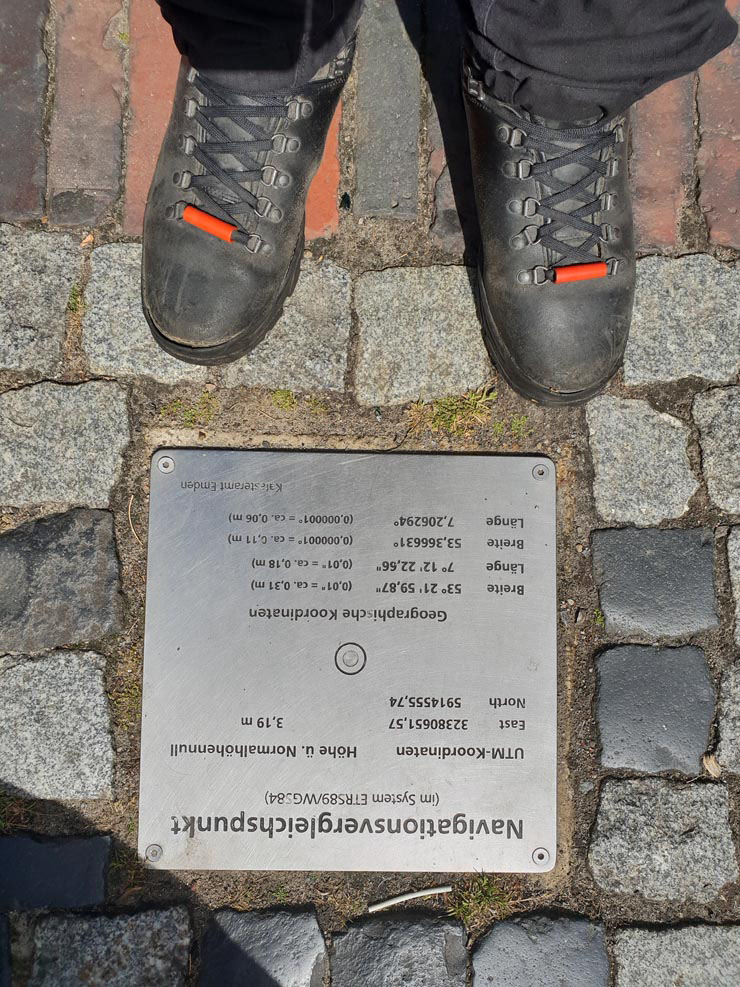 Navigationsvergleichspunkt
(im System ETRS89/WGS84)
UTM-Koordinaten Höhe ü. Normalhöhennull
East 32380651,57 3,19 m
North 5914555,74
Geographische Koordinaten
Breite 53° 21' 59,87" (0,01" = ca. 0,31 m)
Länge 7° 12' 22,66" (0,01" = ca. 0,18 m)
Breite 53,366631° (0,000001° = ca. 0,11 m)
Länge 7,206294° (0,000001° = ca. 0,06 m)
Katasteramt Emden